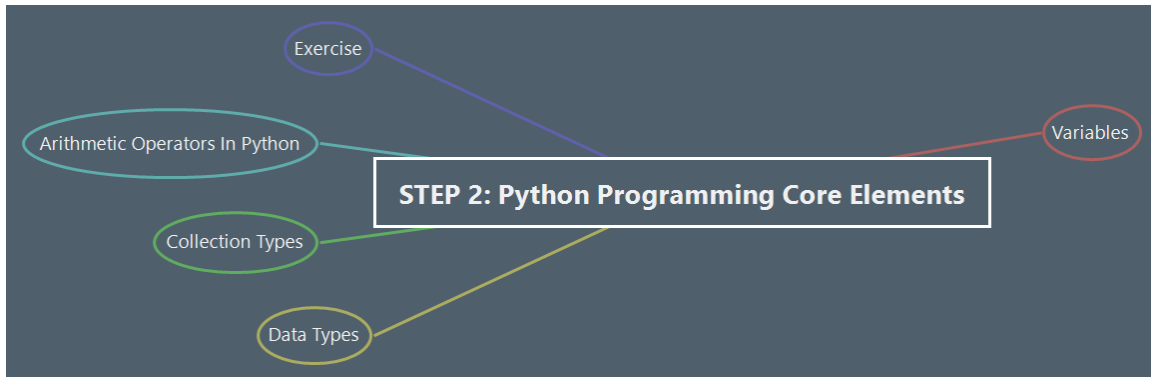 Exercise
Variables
Arithmetic Operators In Python
STEP 2: Python Programming Core Elements
Collection Types
Data Types